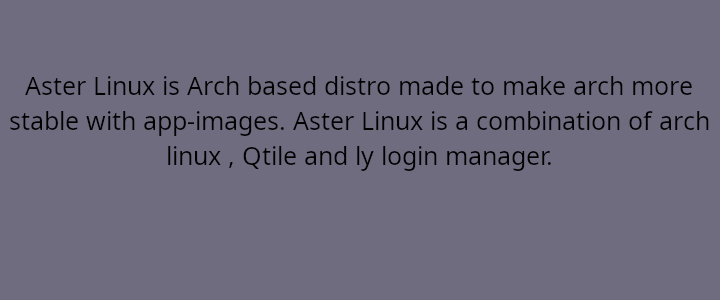 Aster Linux is Arch based distro made to make arch more
stable with app-images. Aster Linux is a combination of arch
linux , Qtile and ly login manager.